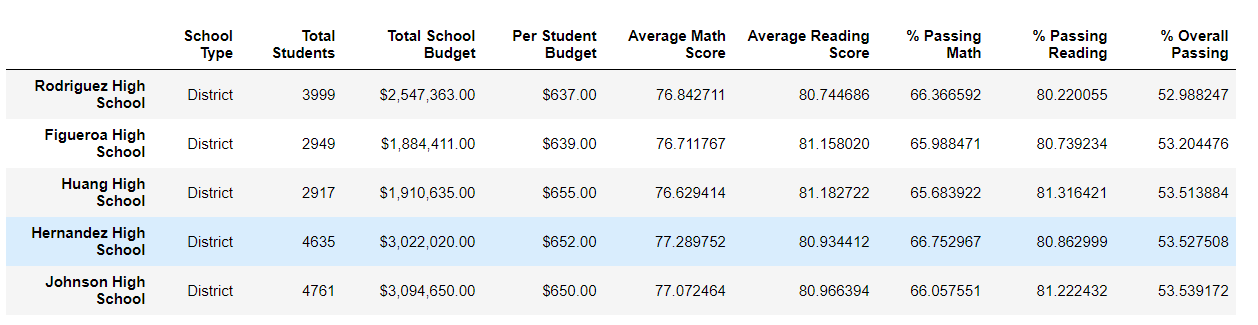 School Type Total Students Total School Budget Per Student Budget Average Math Score Average Reading Score % Passing Math % Passing Reading % Overall Passing
Rodriguez High School District 3999 $2,547,363.00 $637.00 76.842711 80.744686 66.366592 80.220055 52.988247
Figueroa High School District 2949 $1,884,411.00 $639.00 76.711767 81.158020 65.988471 80.739234 53.204476
Huang High School District 2917 $1,910,635.00 $655.00 76.629414 81.182722 65.683922 81.316421 53.513884
Hernandez High School District 4635 $3,022,020.00 $652.00 77.289752 80.934412 66.752967 80.862999 53.527508
Johnson High School District 4761 $3,094,650.00 $650.00 77.072464 80.966394 66.057551 81.222432 53.539172